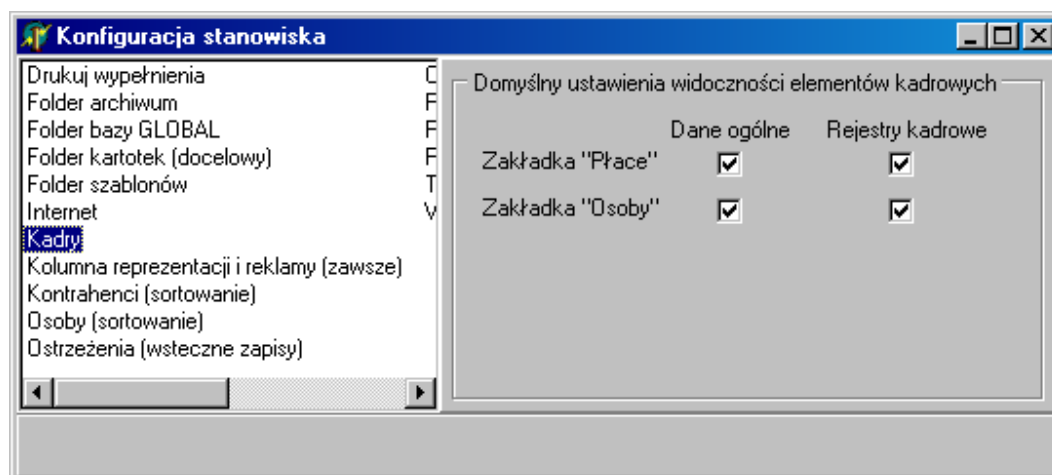 Konfiguracja stanowiska
Drukuj wypełnienia
Folder archiwum F
Folder bazy GLOBAL F
Folder kartotek (docelowy) F
Folder szablonów T
Internet
Kadry
Kolumna reprezentacji i reklamy (zawsze)
Kontrahenci (sortowanie)
Osoby (sortowanie)
Ostrzeżenia (wsteczne zapisy)
Domyślny ustawienia widoczności elementów kadrowych
Dane ogólne Rejestry kadrowe
Zakładka "Płace"
Zakładka "Osoby"